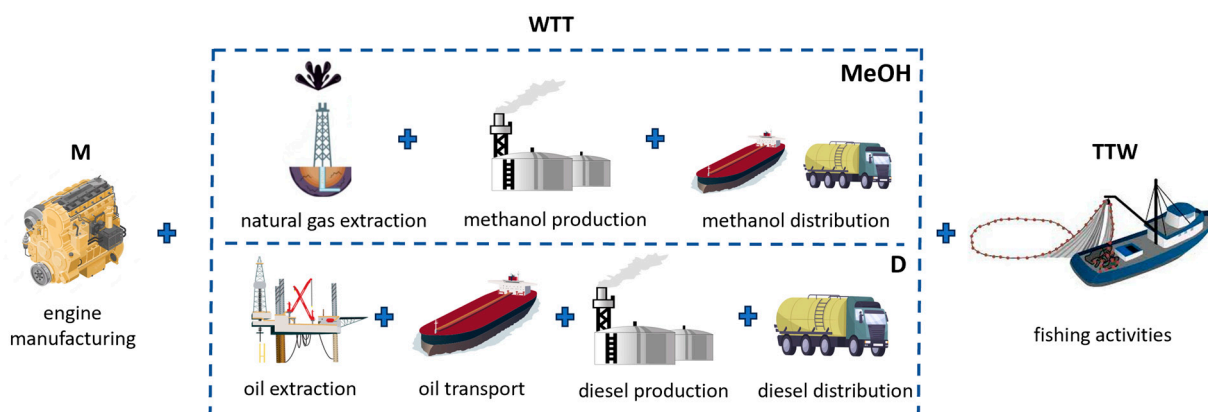 WTT
MeOH
M
TTW
natural gas extraction
methanol production
methanol distribution
engine
manufacturing
D
fishing activities
oil extraction
oil transport
diesel production
diesel distribution